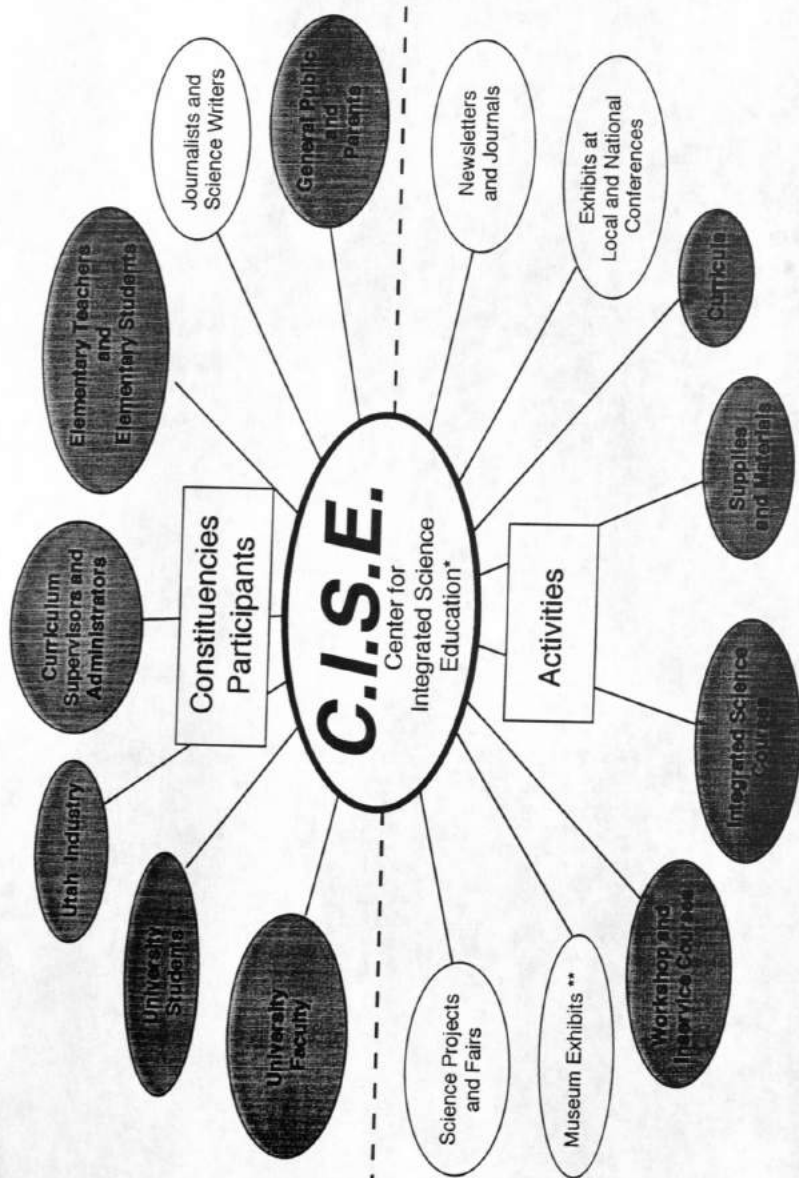 Utah Industry
Curriculum
Supervisors and
Administrators
Elementary Teachers
and
Elementary Students
University
Students
Journalists and
Science Writers
University
Faculty
General Public
and
Parents
Constituencies
Participants
C.I.S.E.
Center for
Integrated Science
Education*
Science Projects
and Fairs
Newsletters
and Journals
Museum Exhibits **
Activities
Exhibits at
Local and National
Conferences
Workshop and
Inservice Courses
Integrated Science
Courses
Supplies
and Materials
Curricula